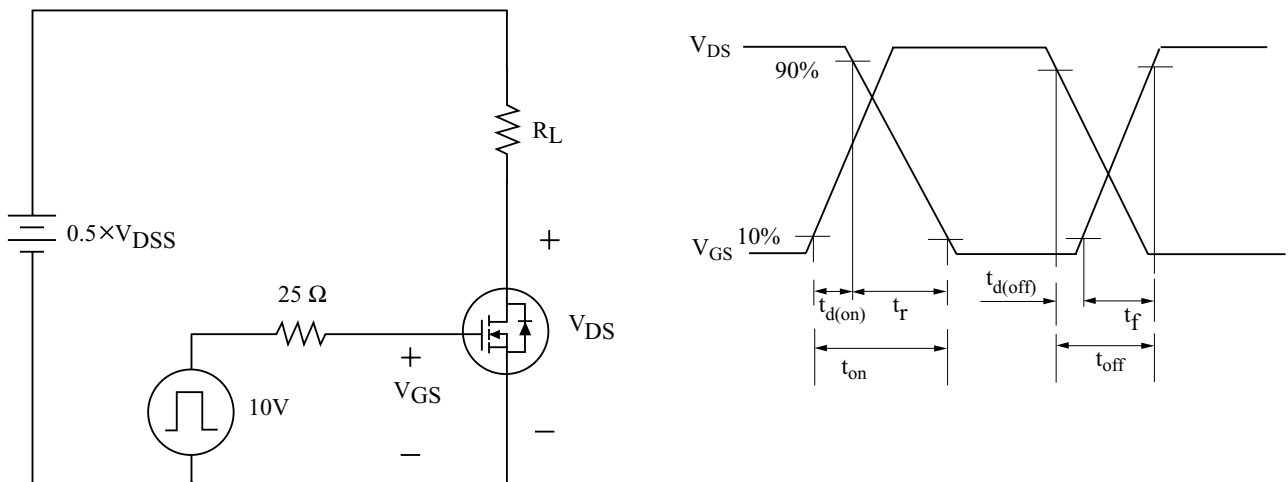 R_L
0.5×V_DSS
25 Ω
10V
+
V_GS
−
+
V_DS
−
V_DS
90%
V_GS
10%
t_d(on)
t_r
t_on
t_d(off)
t_f
t_off